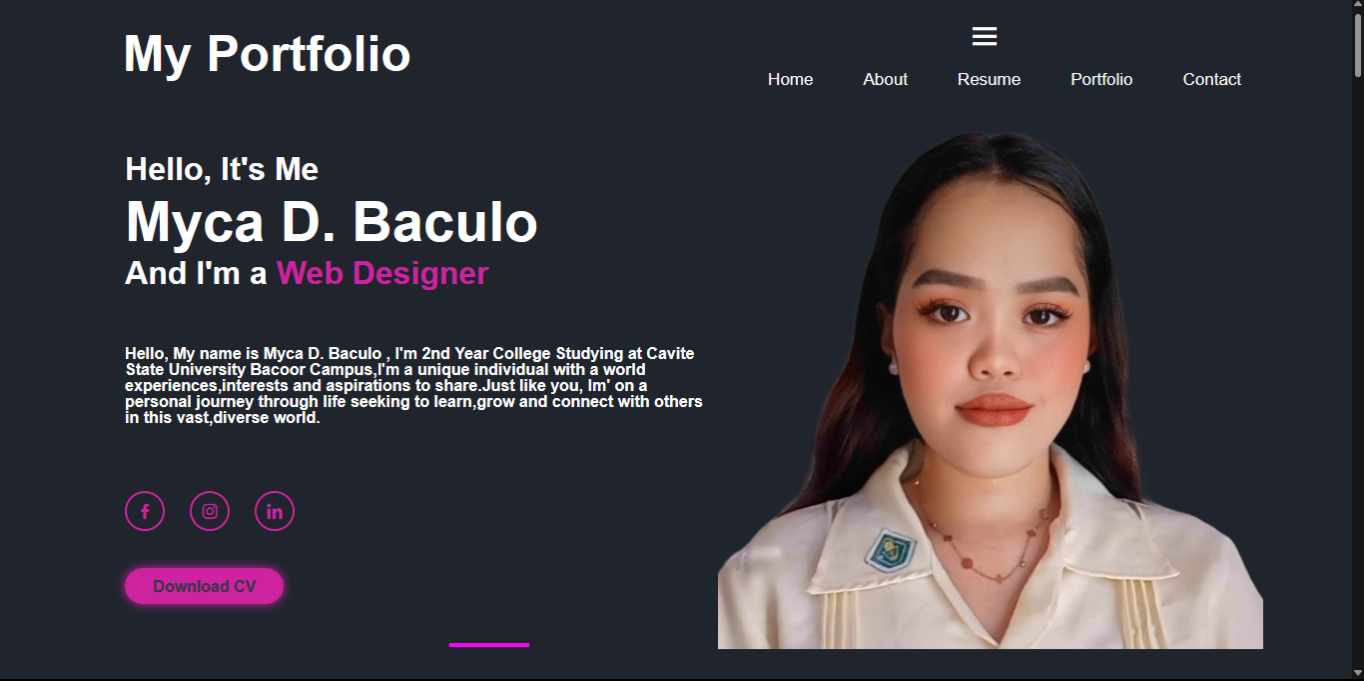 My Portfolio
Home About Resume Portfolio Contact
Hello, It's Me
Myca D. Baculo
And I'm a Web Designer
Hello, My name is Myca D. Baculo , I'm 2nd Year College Studying at Cavite
State University Bacoor Campus,I'm a unique individual with a world
experiences,interests and aspirations to share.Just like you, Im' on a
personal journey through life seeking to learn,grow and connect with others
in this vast,diverse world.
Download CV